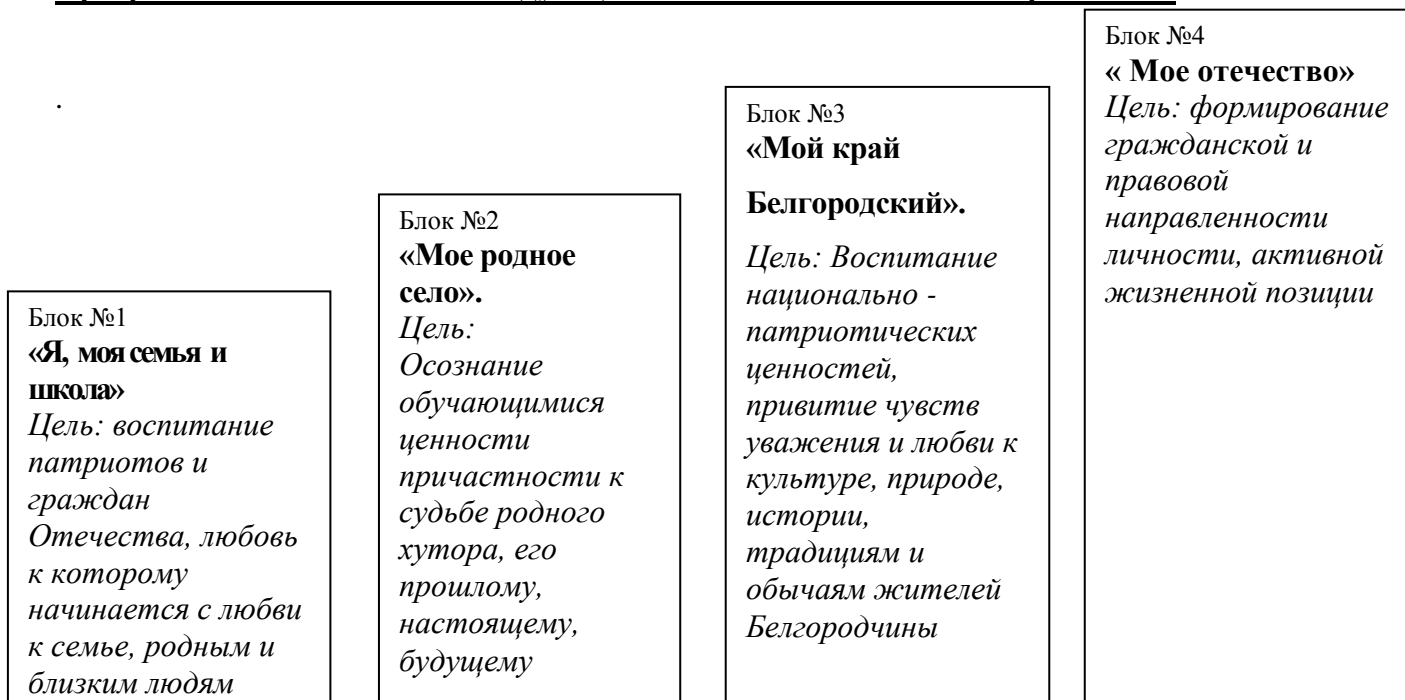 Блок №1
«Я, моя семья и
школа»
Цель: воспитание
патриотов и
граждан
Отечества, любовь
к которому
начинается с любви
к семье, родным и
близким людям
Блок №2
«Мое родное
село».
Цель:
Осознание
обучающимися
ценности
причастности к
судьбе родного
хутора, его
прошлому,
настоящему,
будущему
Блок №3
«Мой край
Белгородский».
Цель: Воспитание
национально -
патриотических
ценностей,
привитие чувств
уважения и любви к
культуре, природе,
истории,
традициям и
обычаям жителей
Белгородчины
Блок №4
« Мое отечество»
Цель: формирование
гражданской и
правовой
направленности
личности, активной
жизненной позиции